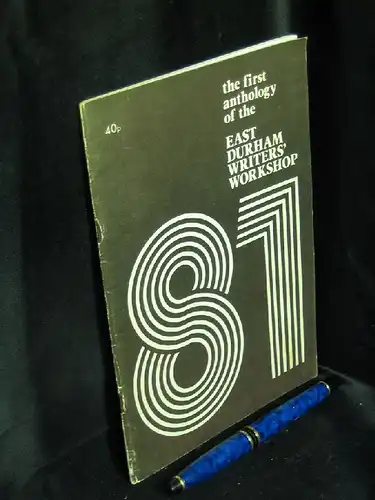 40p
the first
anthology
of the
EAST
DURHAM
WRITERS'
WORKSHOP
81